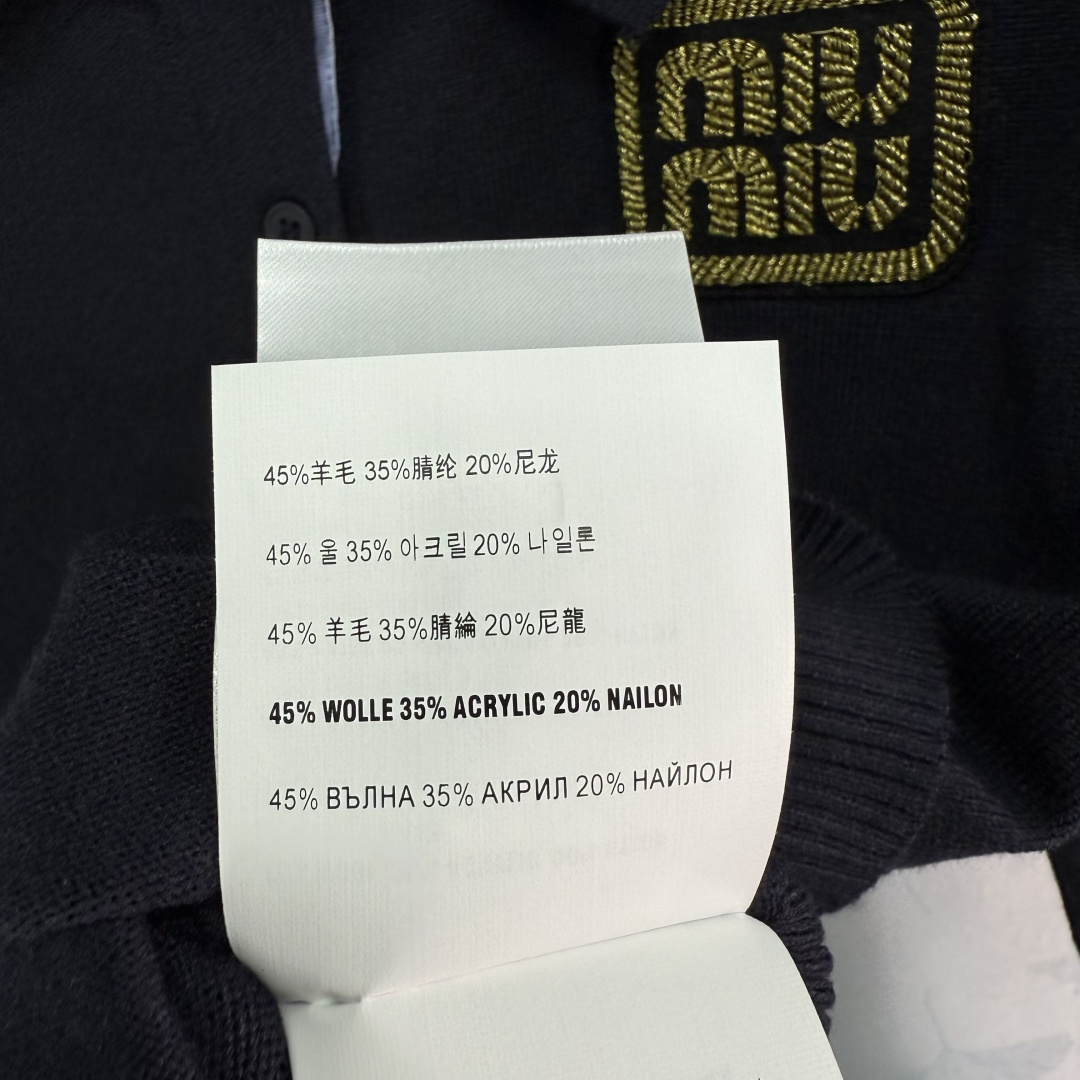 miu
miu
45%羊毛 35%腈纶 20%尼龙
45% 울 35% 아크릴 20% 나일론
45% 羊毛 35%腈綸 20%尼龍
45% WOLLE 35% ACRYLIC 20% NAILON
45% ВЪЛНА 35% АКРИЛ 20% НАЙЛОН